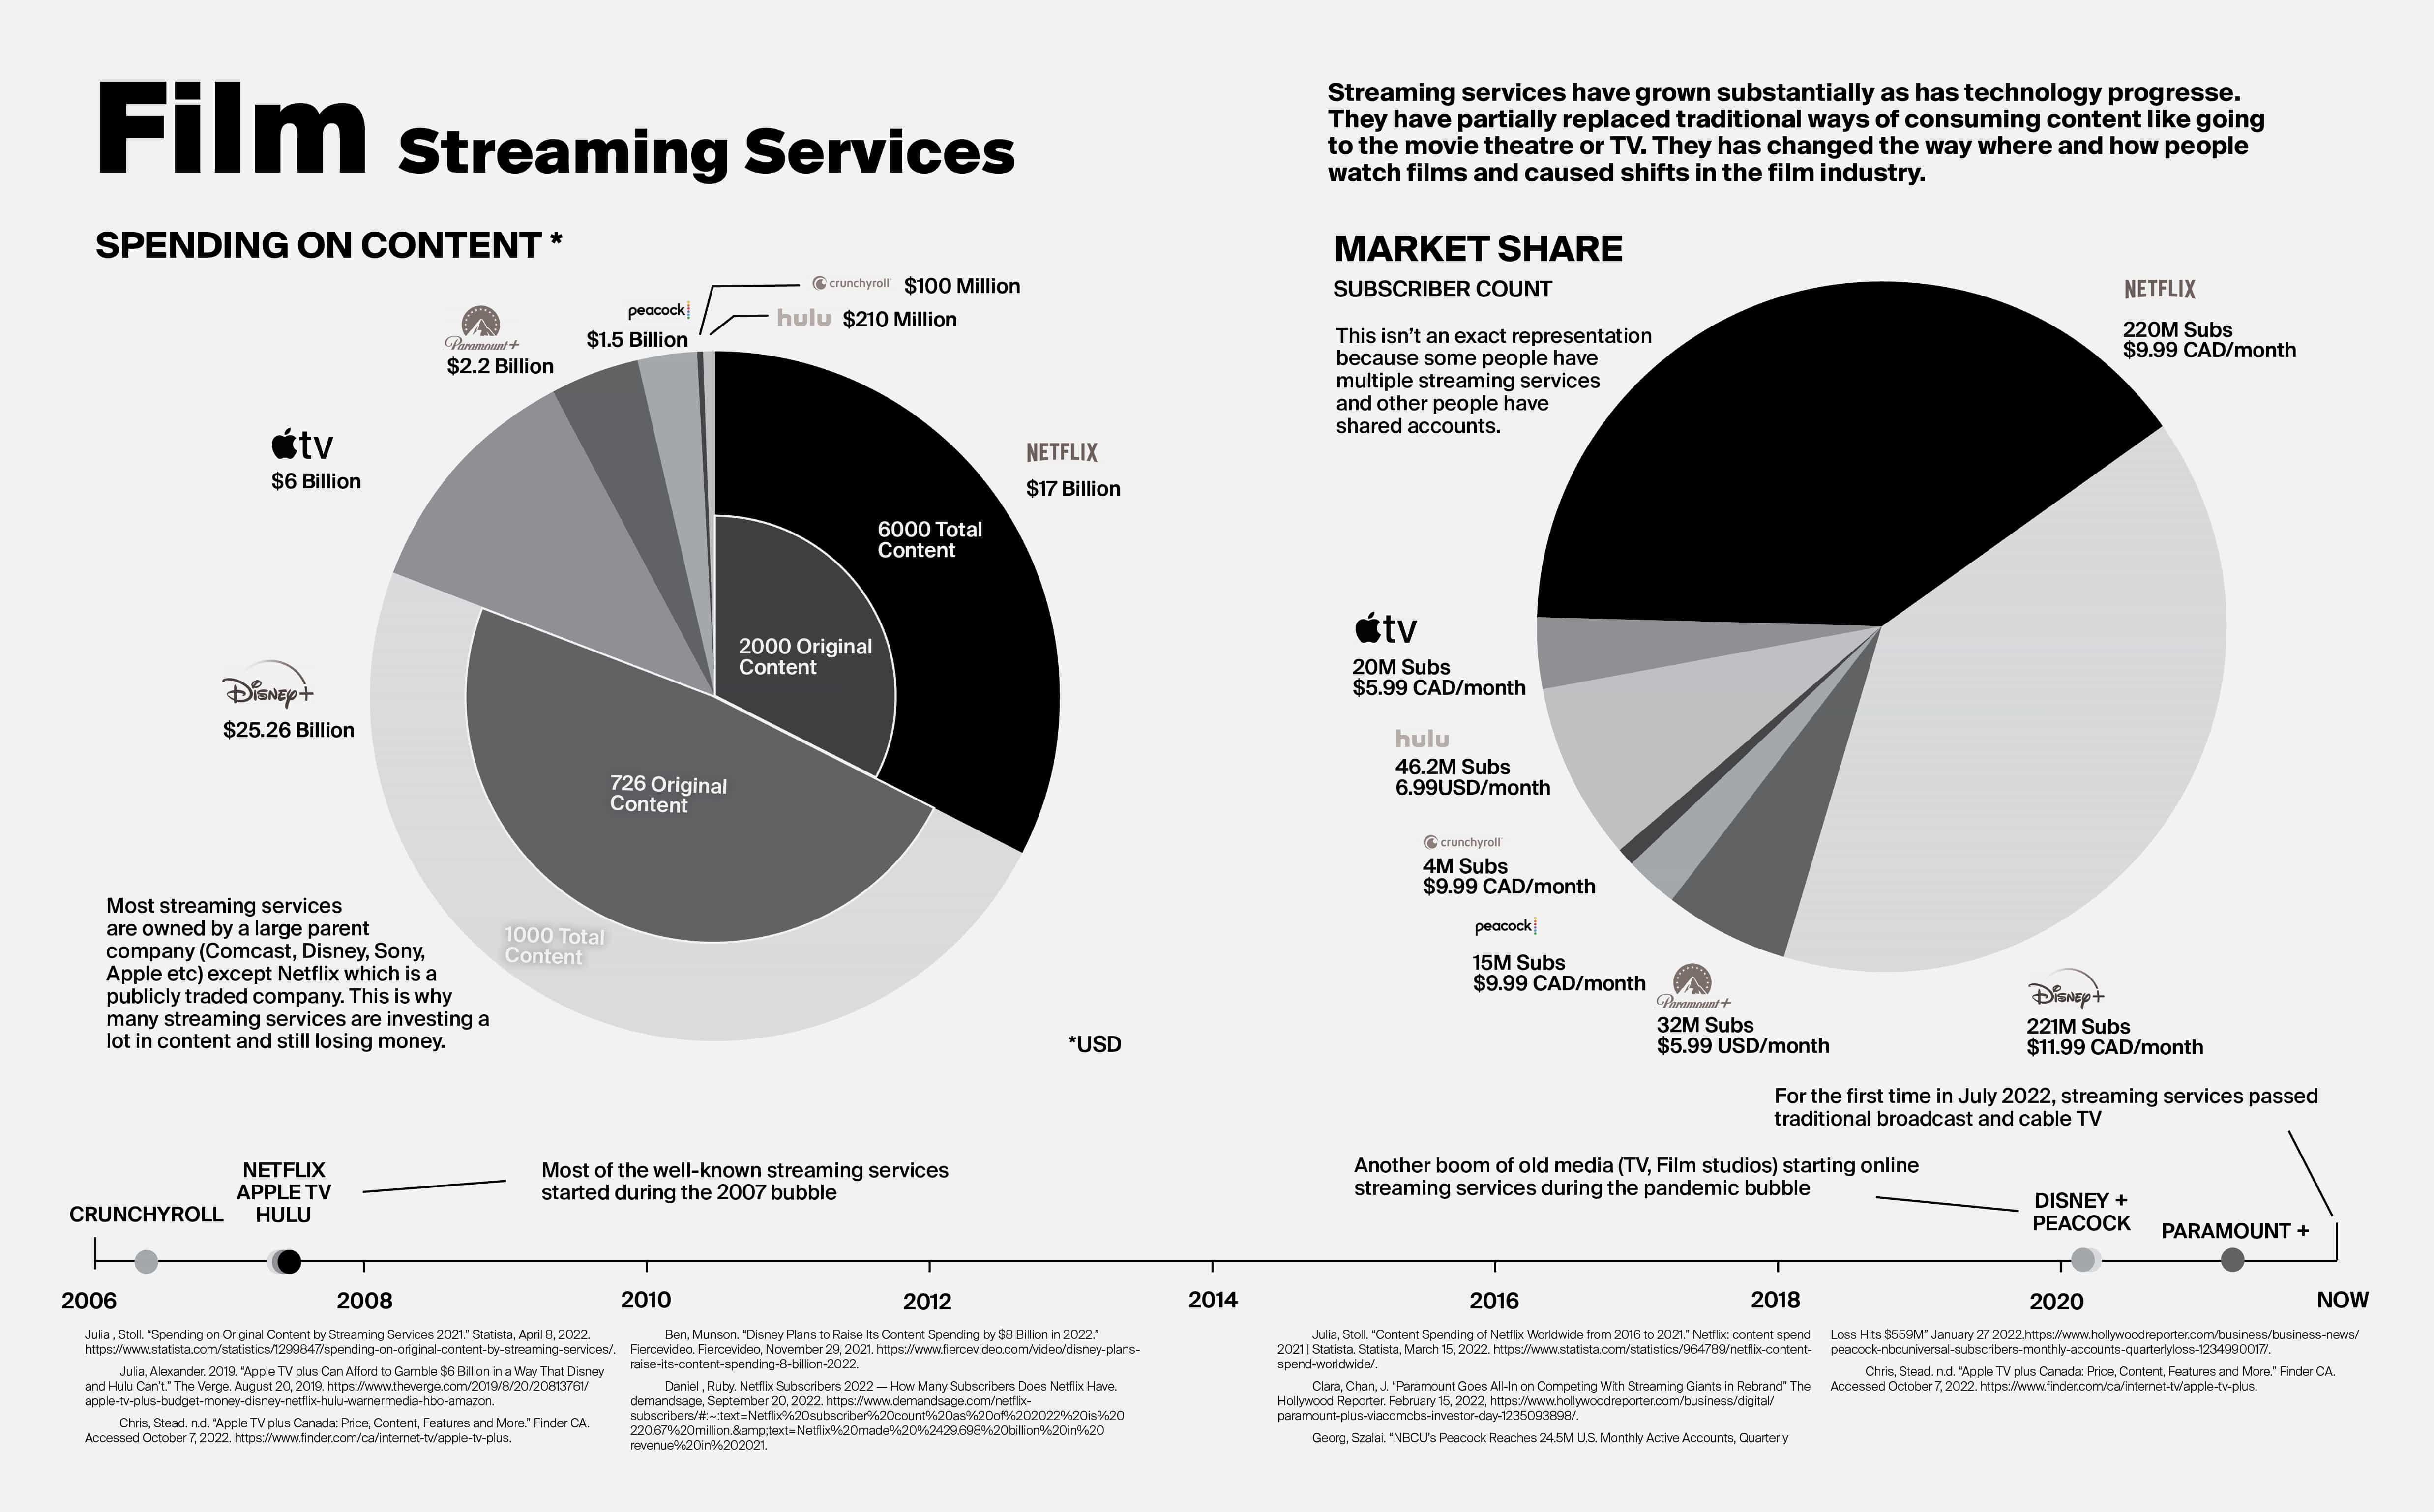 Film streaming Services
Streaming services have grown substantially as has technology progresse.
They have partially replaced traditional ways of consuming content like going
to the movie theatre or TV. They has changed the way where and how people
watch films and caused shifts in the film industry.
SPENDING ON CONTENT *
crunchyroll $100 Million
hulu $210 Million
peacock
$1.5 Billion
Paramount+
$2.2 Billion
tv
$6 Billion
Disney+
$25.26 Billion
NETFLIX
$17 Billion
6000 Total
Content
2000 Original
Content
726 Original
Content
1000 Total
Content
Most streaming services
are owned by a large parent
company (Comcast, Disney, Sony,
Apple etc) except Netflix which is a
publicly traded company. This is why
many streaming services are investing a
lot in content and still losing money.
*USD
MARKET SHARE
SUBSCRIBER COUNT
This isn't an exact representation
because some people have
multiple streaming services
and other people have
shared accounts.
NETFLIX
220M Subs
$9.99 CAD/month
tv
20M Subs
$5.99 CAD/month
hulu
46.2M Subs
6.99USD/month
crunchyroll
4M Subs
$9.99 CAD/month
peacock
15M Subs
$9.99 CAD/month
Paramount+
32M Subs
$5.99 USD/month
Disney+
221M Subs
$11.99 CAD/month
Most of the well-known streaming services
started during the 2007 bubble
Another boom of old media (TV, Film studios) starting online
streaming services during the pandemic bubble
For the first time in July 2022, streaming services passed
traditional broadcast and cable TV
CRUNCHYROLL
NETFLIX
APPLE TV
HULU
DISNEY +
PEACOCK
PARAMOUNT +
2006
2008
2010
2012
2014
2016
2018
2020
NOW
Julia , Stoll. “Spending on Original Content by Streaming Services 2021.” Statista, April 8, 2022.
https://www.statista.com/statistics/1299847/spending-on-original-content-by-streaming-services/.
Julia, Alexander. 2019. “Apple TV plus Can Afford to Gamble $6 Billion in a Way That Disney
and Hulu Can't.” The Verge. August 20, 2019. https://www.theverge.com/2019/8/20/20813761/
apple-tv-plus-budget-money-disney-netflix-hulu-warnermedia-hbo-amazon.
Chris, Stead. n.d. “Apple TV plus Canada: Price, Content, Features and More.” Finder CA.
Accessed October 7, 2022. https://www.finder.com/ca/internet-tv/apple-tv-plus.
Ben, Munson. “Disney Plans to Raise Its Content Spending by $8 Billion in 2022.”
Fiercevideo. Fiercevideo, November 29, 2021. https://www.fiercevideo.com/video/disney-plans-
raise-its-content-spending-8-billion-2022.
Daniel , Ruby. Netflix Subscribers 2022 — How Many Subscribers Does Netflix Have.
demandsage, September 20, 2022. https://www.demandsage.com/netflix-
subscribers/#:~:text=Netflix%20subscriber%20count%20as%20of%202022%20is%20
220.67%20million.&amp;text=Netflix%20made%20%2429.698%20billion%20in%20
revenue%20in%202021.
Julia, Stoll. “Content Spending of Netflix Worldwide from 2016 to 2021.” Netflix: content spend
2021 | Statista. Statista, March 15, 2022. https://www.statista.com/statistics/964789/netflix-content-
spend-worldwide/.
Clara, Chan, J. “Paramount Goes All-In on Competing With Streaming Giants in Rebrand” The
Hollywood Reporter. February 15, 2022, https://www.hollywoodreporter.com/business/digital/
paramount-plus-viacomcbs-investor-day-1235093898/.
Georg, Szalai. “NBCU's Peacock Reaches 24.5M U.S. Monthly Active Accounts, Quarterly
Loss Hits $559M” January 27 2022.https://www.hollywoodreporter.com/business/business-news/
peacock-nbcuniversal-subscribers-monthly-accounts-quarterlyloss-1234990017/.
Chris, Stead. n.d. “Apple TV plus Canada: Price, Content, Features and More.” Finder CA.
Accessed October 7, 2022. https://www.finder.com/ca/internet-tv/apple-tv-plus.